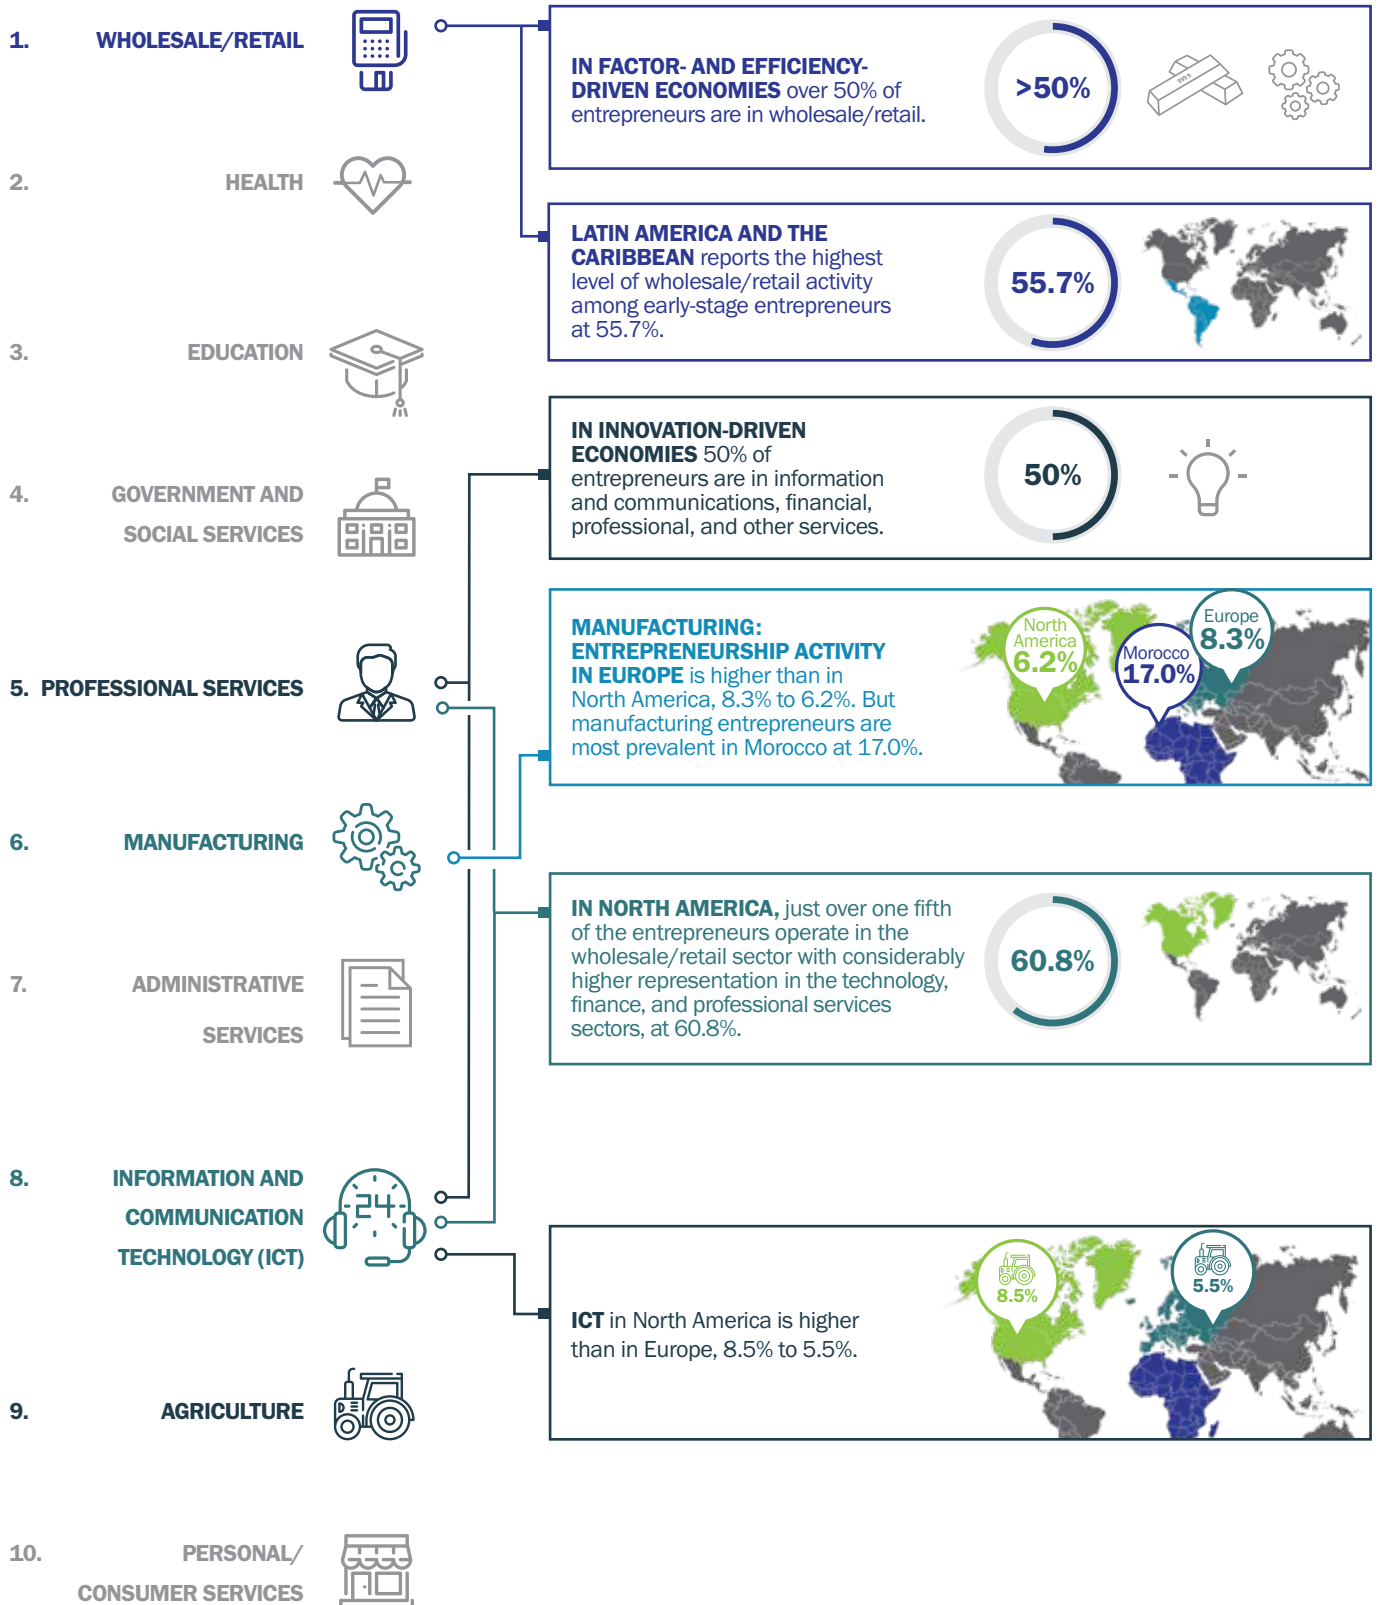 1. WHOLESALE/RETAIL
IN FACTOR- AND EFFICIENCY-
DRIVEN ECONOMIES over 50% of
entrepreneurs are in wholesale/retail.
>50%
999.9
2. HEALTH
LATIN AMERICA AND THE
CARIBBEAN reports the highest
level of wholesale/retail activity
among early-stage entrepreneurs
at 55.7%.
55.7%
3. EDUCATION
IN INNOVATION-DRIVEN
ECONOMIES 50% of
entrepreneurs are in information
and communications, financial,
professional, and other services.
50%
4. GOVERNMENT AND
SOCIAL SERVICES
5. PROFESSIONAL SERVICES
MANUFACTURING:
ENTREPRENEURSHIP ACTIVITY
IN EUROPE is higher than in
North America, 8.3% to 6.2%. But
manufacturing entrepreneurs are
most prevalent in Morocco at 17.0%.
North
America
6.2%
Morocco
17.0%
Europe
8.3%
6. MANUFACTURING
IN NORTH AMERICA, just over one fifth
of the entrepreneurs operate in the
wholesale/retail sector with considerably
higher representation in the technology,
finance, and professional services
sectors, at 60.8%.
60.8%
7. ADMINISTRATIVE
SERVICES
8. INFORMATION AND
COMMUNICATION
TECHNOLOGY (ICT)
24
ICT in North America is higher
than in Europe, 8.5% to 5.5%.
8.5%
5.5%
9. AGRICULTURE
10. PERSONAL/
CONSUMER SERVICES